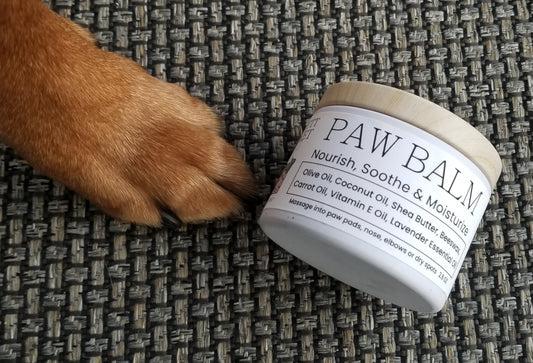 PAW BALM
Nourish, Soothe & Moisturize
Olive Oil, Coconut Oil, Shea Butter, Beeswax,
Carrot Oil, Vitamin E Oil, Lavender Essential Oil
Massage into paw pads, nose, elbows or dry spots